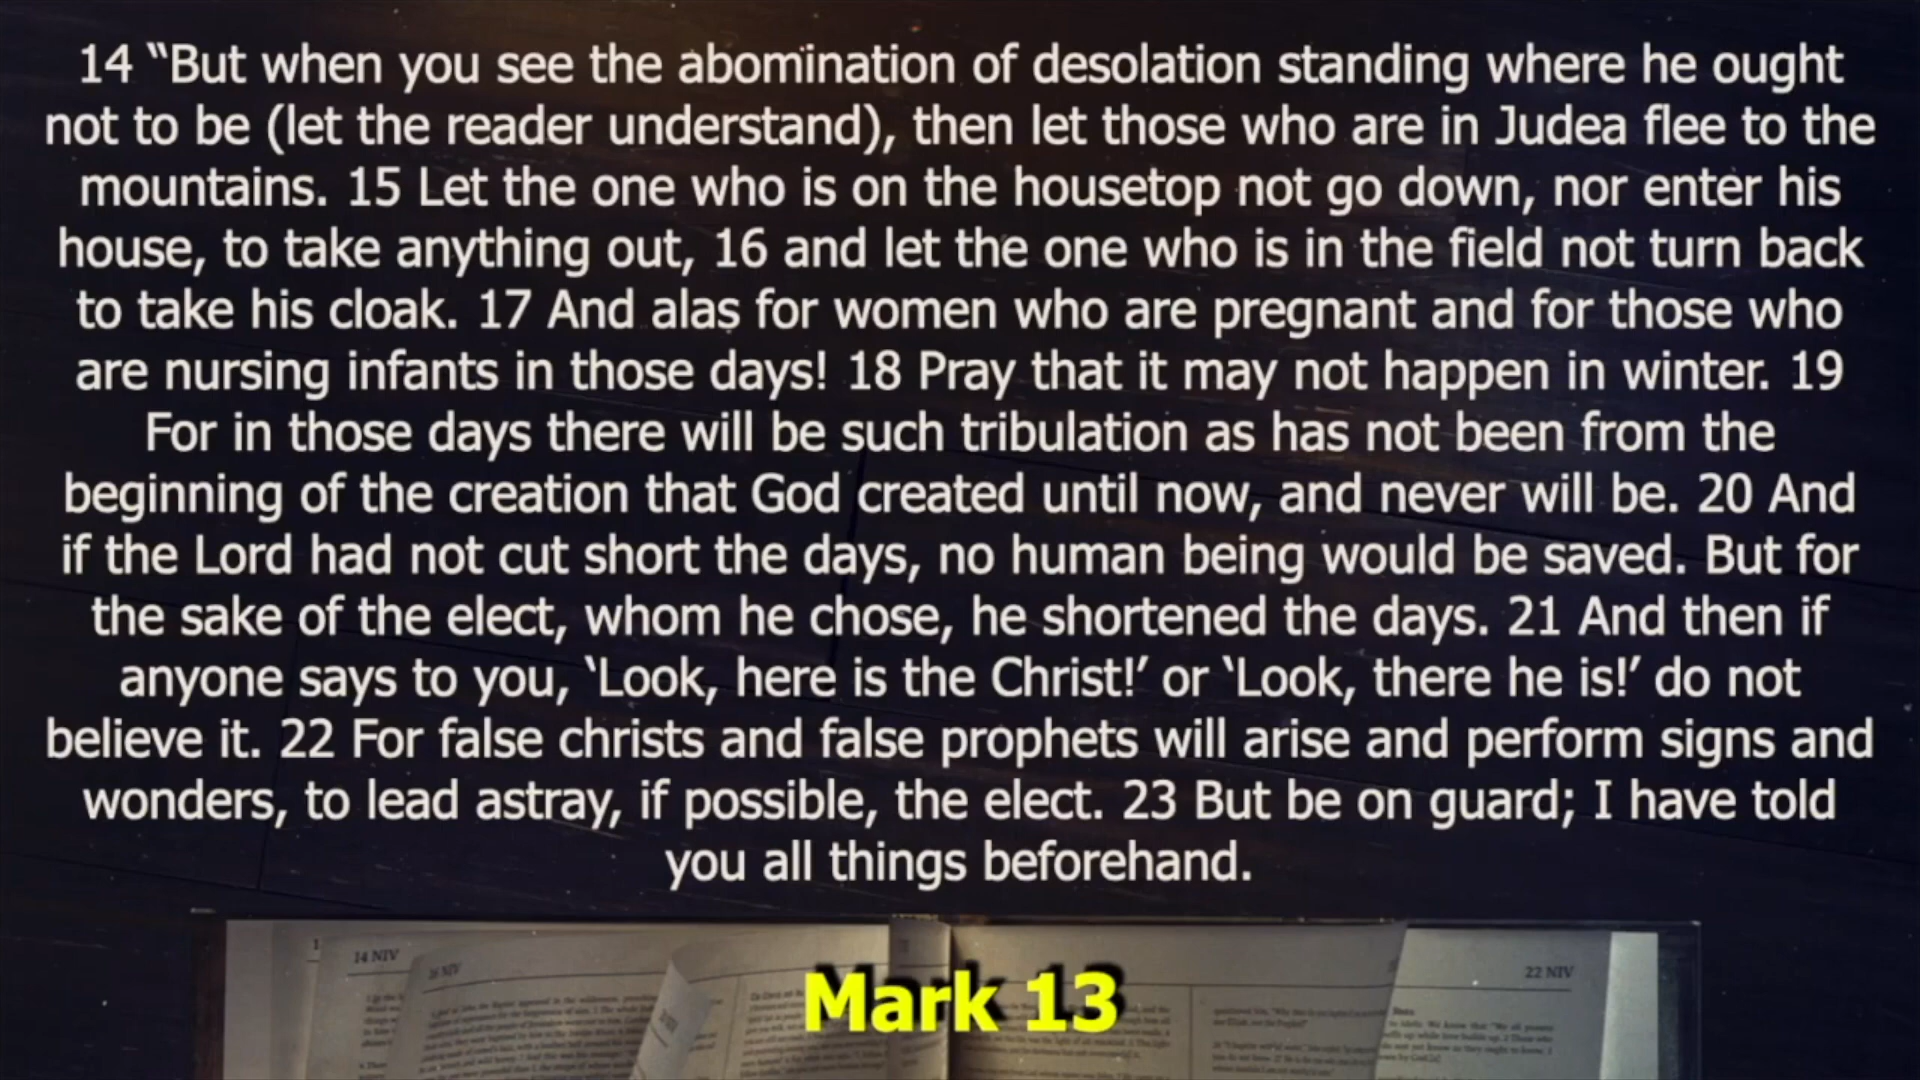 14 “But when you see the abomination of desolation standing where he ought
not to be (let the reader understand), then let those who are in Judea flee to the
mountains. 15 Let the one who is on the housetop not go down, nor enter his
house, to take anything out, 16 and let the one who is in the field not turn back
to take his cloak. 17 And alas for women who are pregnant and for those who
are nursing infants in those days! 18 Pray that it may not happen in winter. 19
For in those days there will be such tribulation as has not been from the
beginning of the creation that God created until now, and never will be. 20 And
if the Lord had not cut short the days, no human being would be saved. But for
the sake of the elect, whom he chose, he shortened the days. 21 And then if
anyone says to you, ‘Look, here is the Christ!’ or ‘Look, there he is!’ do not
believe it. 22 For false christs and false prophets will arise and perform signs and
wonders, to lead astray, if possible, the elect. 23 But be on guard; I have told
you all things beforehand.
14 NIV
22 NIV
Mark 13